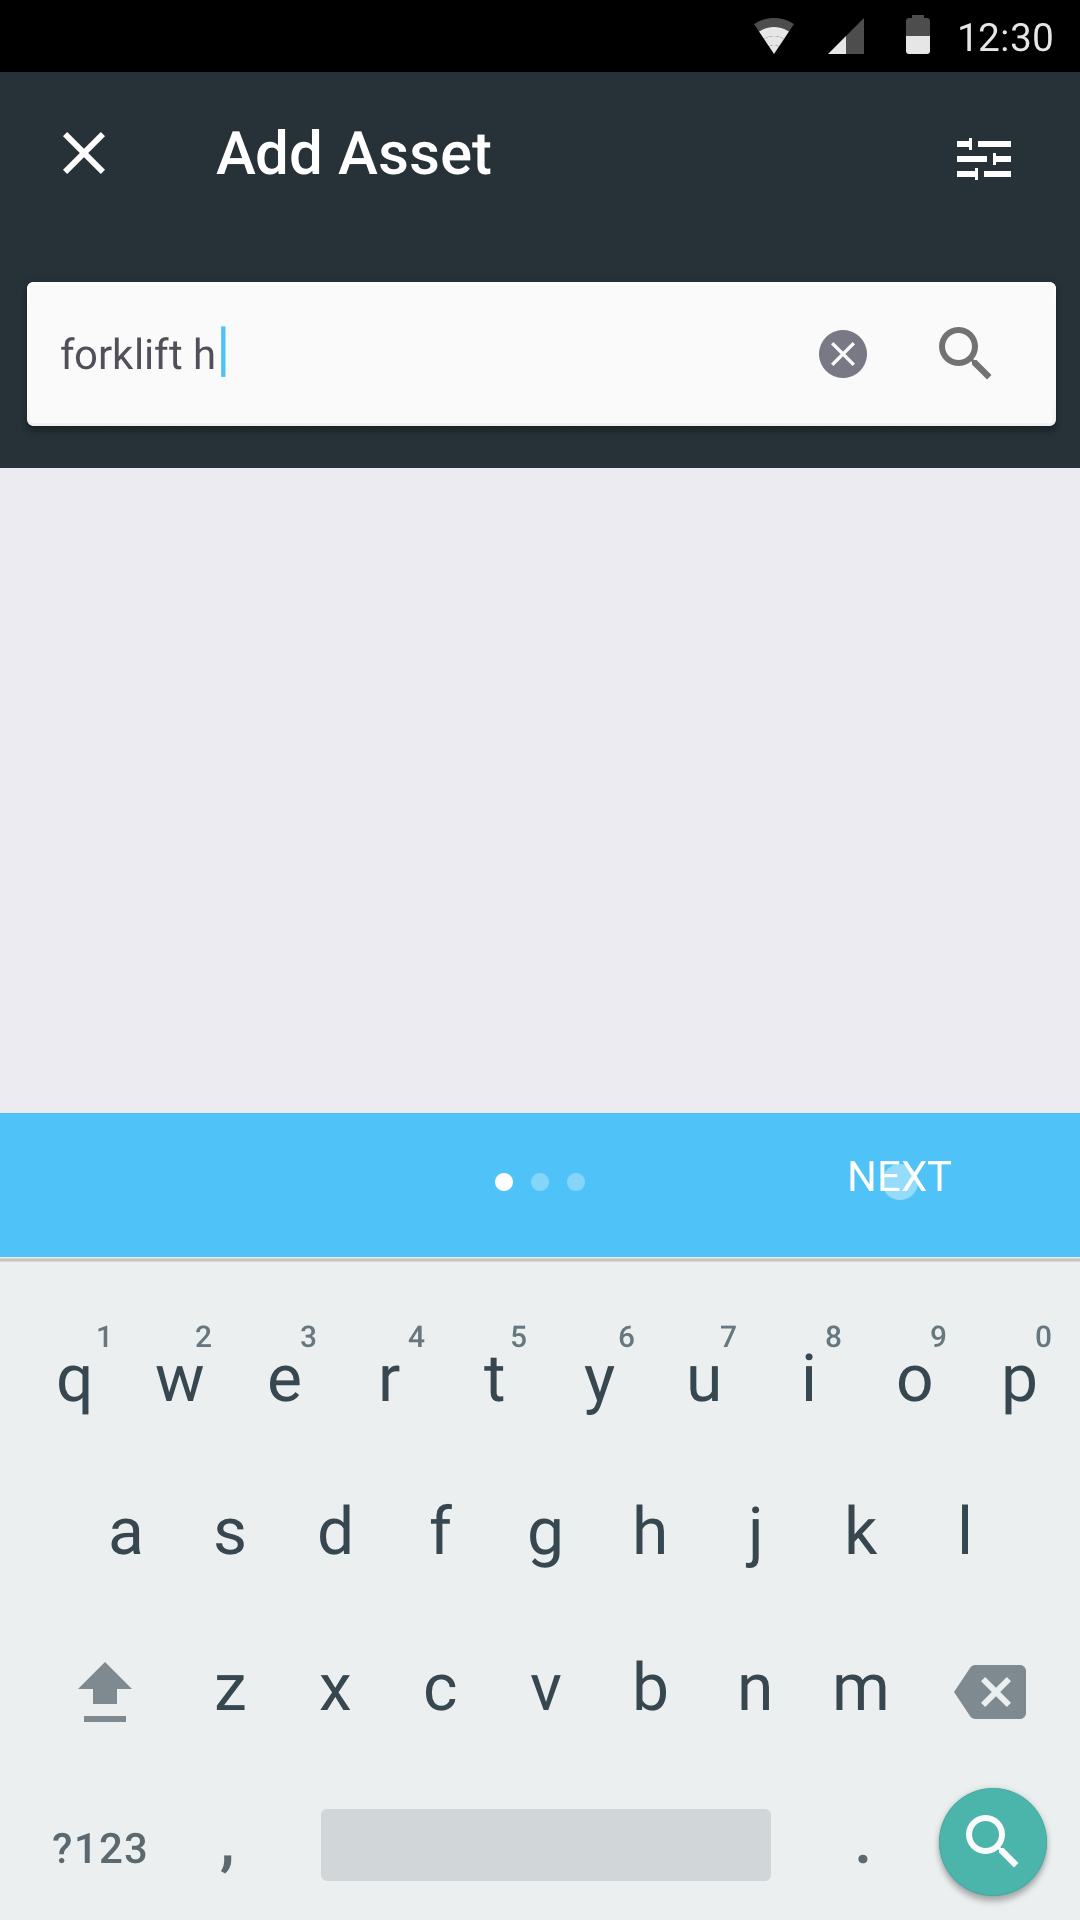 12:30
Add Asset
forklift h
NEXT
1 2 3 4 5 6 7 8 9 0
q w e r t y u i o p
a s d f g h j k l
z x c v b n m
?123 , .